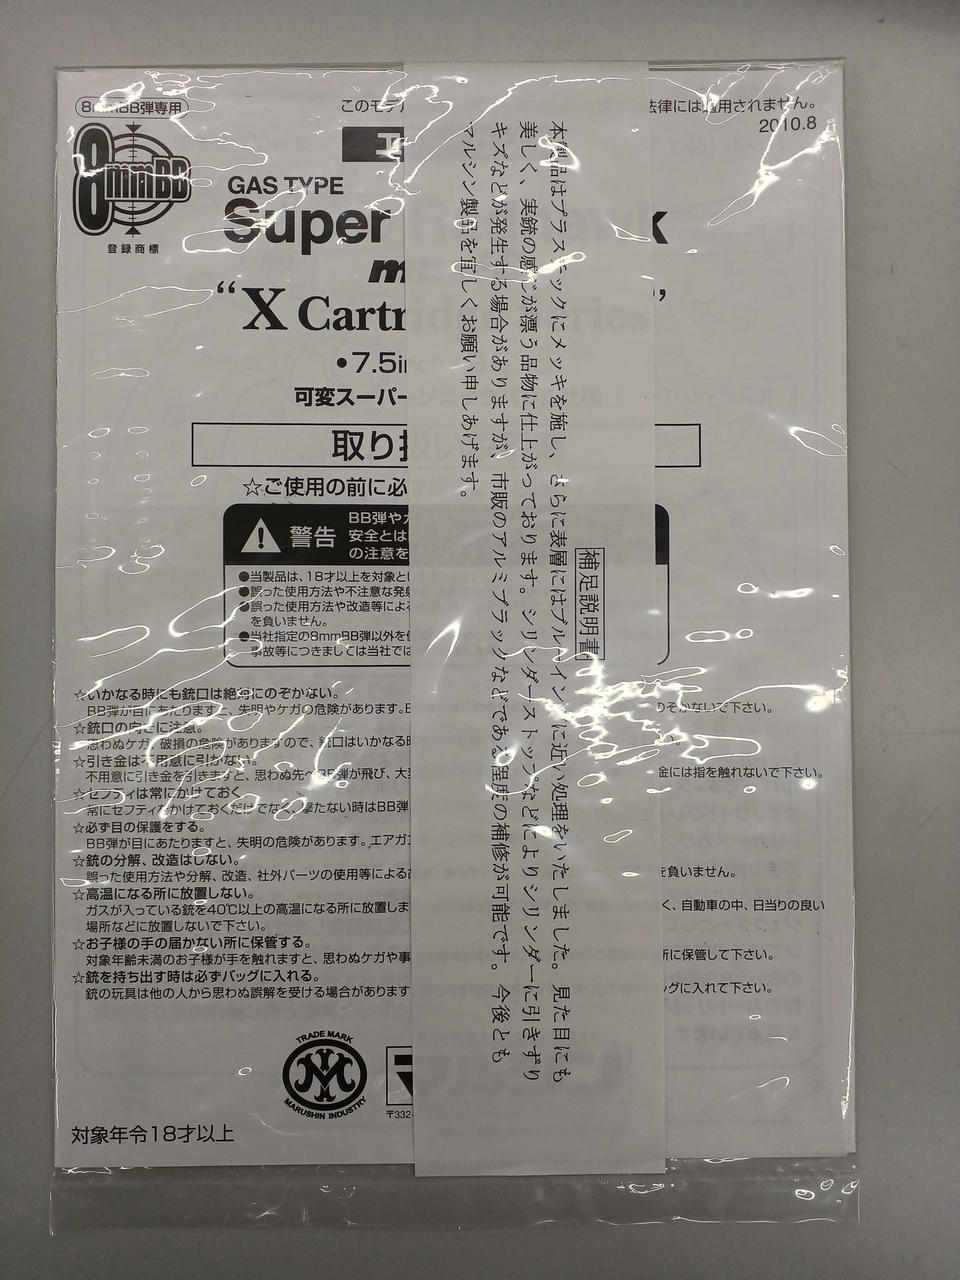 8mmBB弾専用
このモデ
法律には適用されません。
2010.8
8mmBB
登録商標
GAS TYPE
Super
k
"X Cartridge Series"
•7.5inch
可変スーパー
取り扱
☆ご使用の前に必
警告
BB弾や
安全とは
の注意を
●当製品は、18才以上を対象とし
●誤った使用方法や不注意な発射
●誤った使用方法や改造等による
を負いません。
●当社指定の8mmBB弾以外を使
事故等につきましては当社では
☆いかなる時にも銃口は絶対にのぞかない。
BB弾が目にあたりますと、失明やケガの危険があります。
のぞかないで下さい。
☆銃口の向きに注意。
思わぬケガ、破損の危険がありますので、銃口はいかなる時
☆引き金は不用意に引かない。
不用意に引き金を引きますと、思わぬ先へBB弾が飛び、大変
金には指を触れないで下さい。
☆セフティは常にかけておく
常にセフティをかけておくだけでなく、撃たない時はBB弾
☆必ず目の保護をする。
BB弾が目にあたりますと、失明の危険があります。エアガン
☆銃の分解、改造はしない。
誤った使用方法や分解、改造、社外パーツの使用等による
を負いません。
☆高温になる所に放置しない。
ガスが入っている銃を40℃以上の高温になる所に放置しま
く、自動車の中、日当りの良い
場所などに放置しないで下さい。
☆お子様の手の届かない所に保管する。
対象年齢未満のお子様が手を触れますと、思わぬケガや事
所に保管して下さい。
☆銃を持ち出す時は必ずバッグに入れる。
銃の玩具は他の人から思わぬ誤解を受ける場合があります
ッグに入れて下さい。
TRADE MARK
MARUSHIN INDUSTRY
〒332-
対象年令18才以上
補足説明書
本製品はプラスチックにメッキを施し、さらに表層にはブルーイングに近い処理をいたしました。見た目にも
美しく、実銃の感じが漂う品物に仕上がっております。シリンダーストップなどによりシリンダーに引きずり
キズなどが発生する場合がありますが、市販のアルミブラックなどである程度の補修が可能です。今後とも
マルシン製品を宜しくお願い申しあげます。